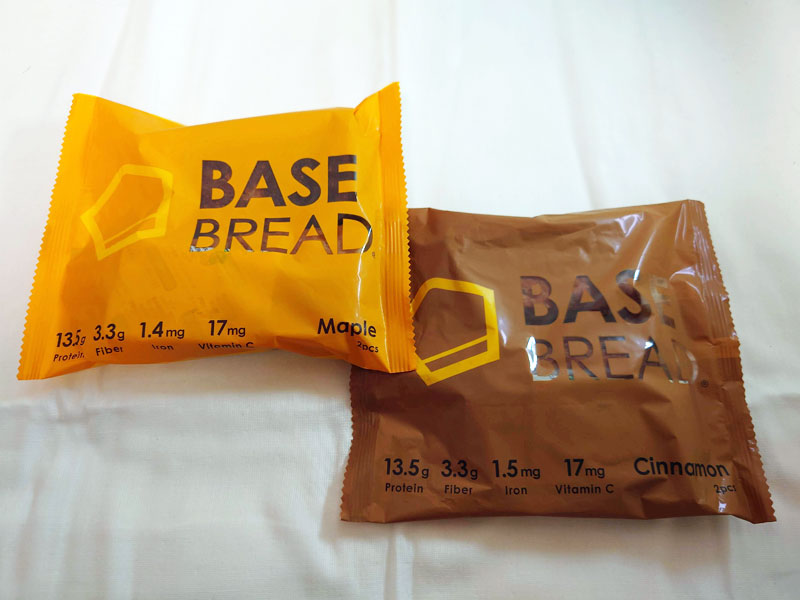 BASE
BREAD
13.5g 3.3g 1.4mg 17mg Maple
Protein Fiber Iron Vitamin C 2pcs
BASE
BREAD
13.5g 3.3g 1.5mg 17mg Cinnamon
Protein Fiber Iron Vitamin C 2pcs